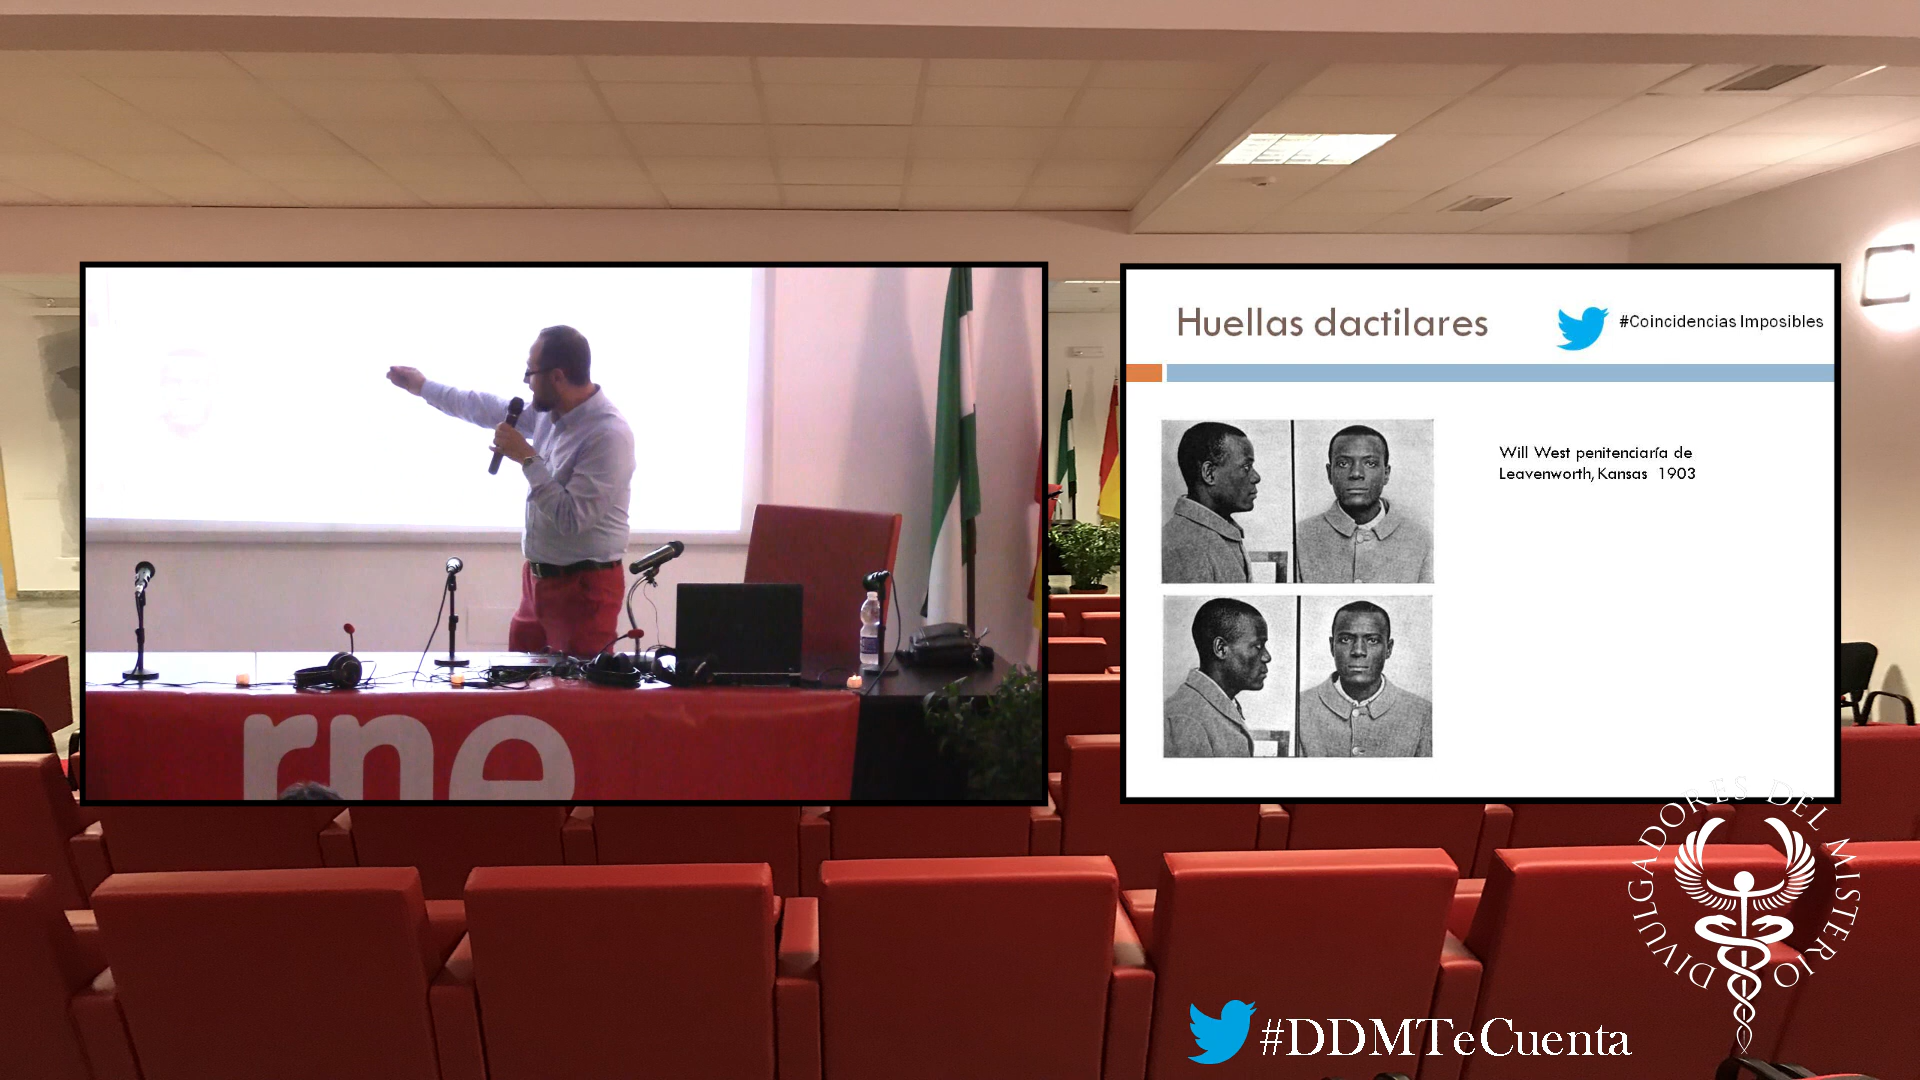 Huellas dactilares
#Coincidencias Imposibles
Will West penitenciaría de
Leavenworth, Kansas 1903
rne
DIVULGADORES DEL MISTERIO
#DDMTeCuenta